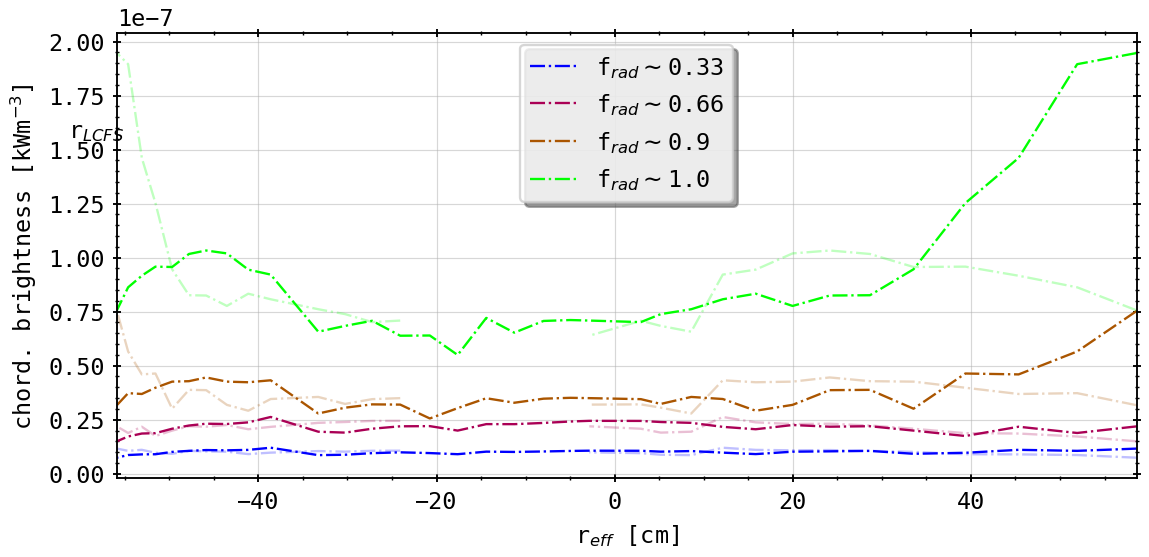 1e−7
2.00
1.75
1.50
1.25
1.00
0.75
0.50
0.25
0.00
chord. brightness [kWm⁻³]
r_LCFS
f_rad ∼ 0.33
f_rad ∼ 0.66
f_rad ∼ 0.9
f_rad ∼ 1.0
−40 −20 0 20 40
r_eff [cm]